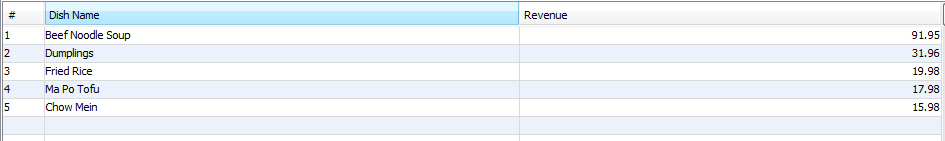 # Dish Name Revenue
1 Beef Noodle Soup 91.95
2 Dumplings 31.96
3 Fried Rice 19.98
4 Ma Po Tofu 17.98
5 Chow Mein 15.98